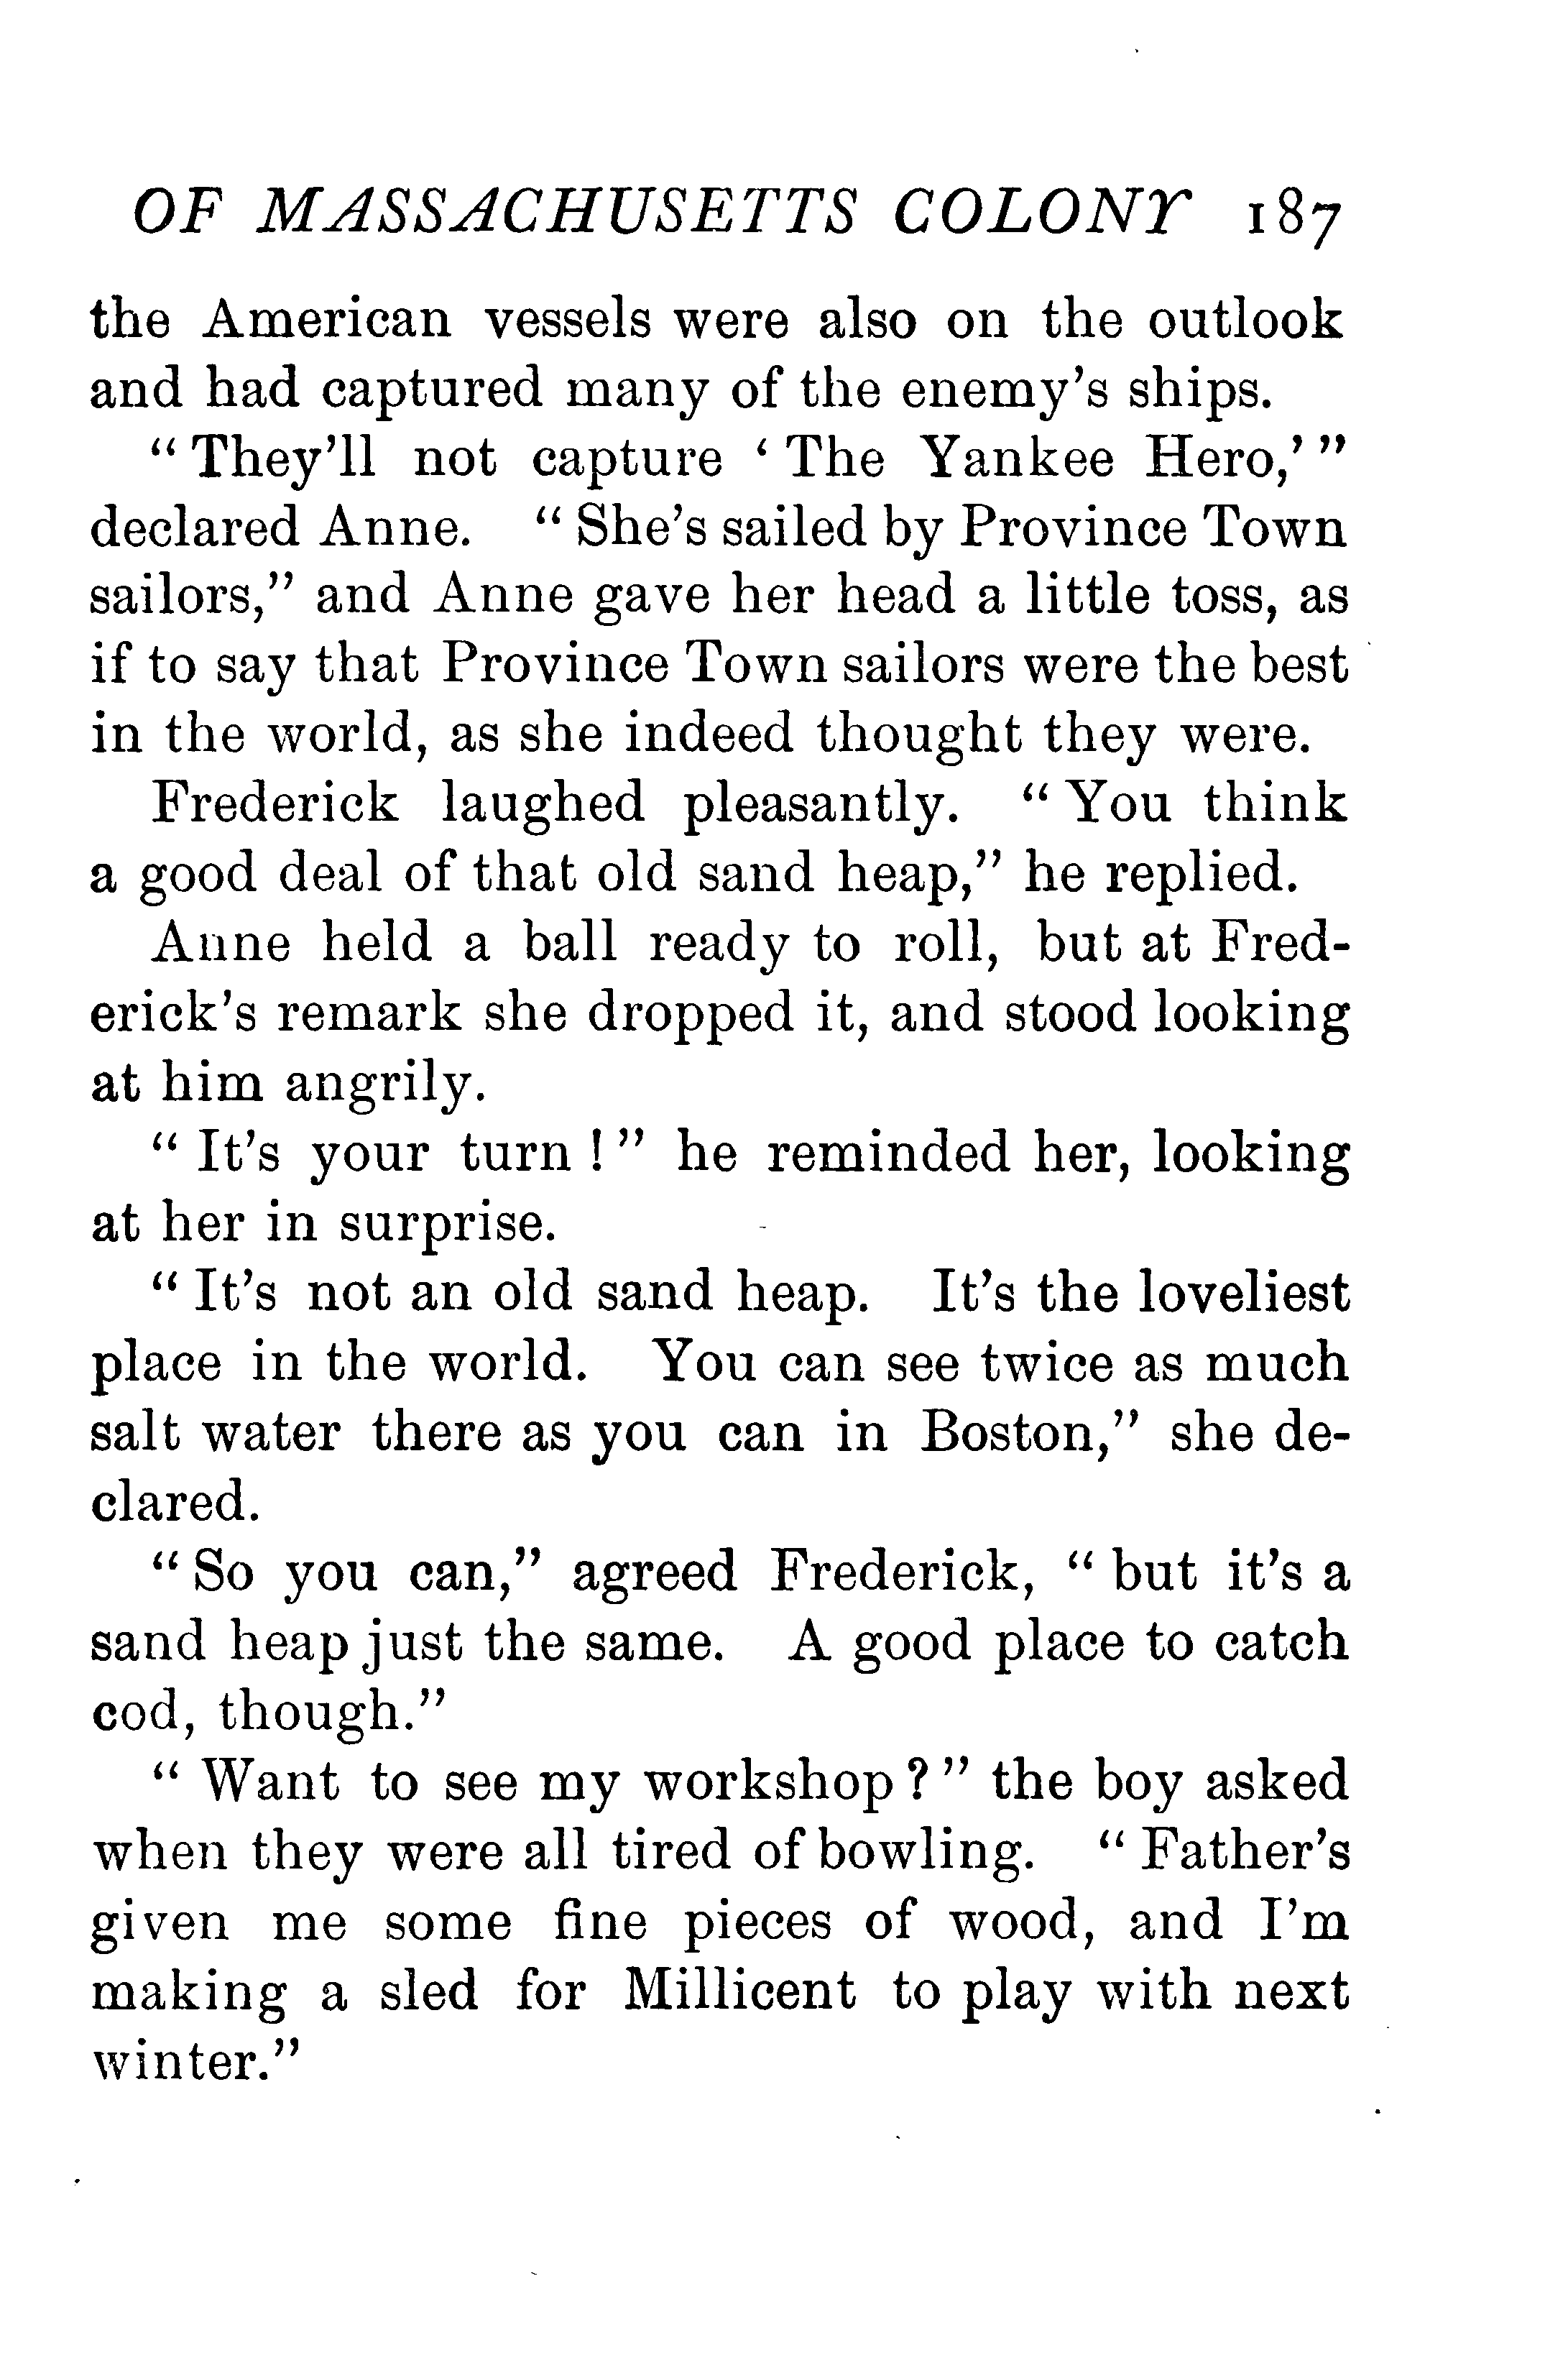 OF MASSACHUSETTS COLONY 187
the American vessels were also on the outlook
and had captured many of the enemy's ships.
“They'll not capture ‘The Yankee Hero,’”
declared Anne. “She's sailed by Province Town
sailors,” and Anne gave her head a little toss, as
if to say that Province Town sailors were the best
in the world, as she indeed thought they were.
Frederick laughed pleasantly. “You think
a good deal of that old sand heap,” he replied.
Anne held a ball ready to roll, but at Fred-
erick's remark she dropped it, and stood looking
at him angrily.
“It's your turn!” he reminded her, looking
at her in surprise.
“It's not an old sand heap. It's the loveliest
place in the world. You can see twice as much
salt water there as you can in Boston,” she de-
clared.
“So you can,” agreed Frederick, “but it's a
sand heap just the same. A good place to catch
cod, though.”
“Want to see my workshop?” the boy asked
when they were all tired of bowling. “Father's
given me some fine pieces of wood, and I'm
making a sled for Millicent to play with next
winter.”